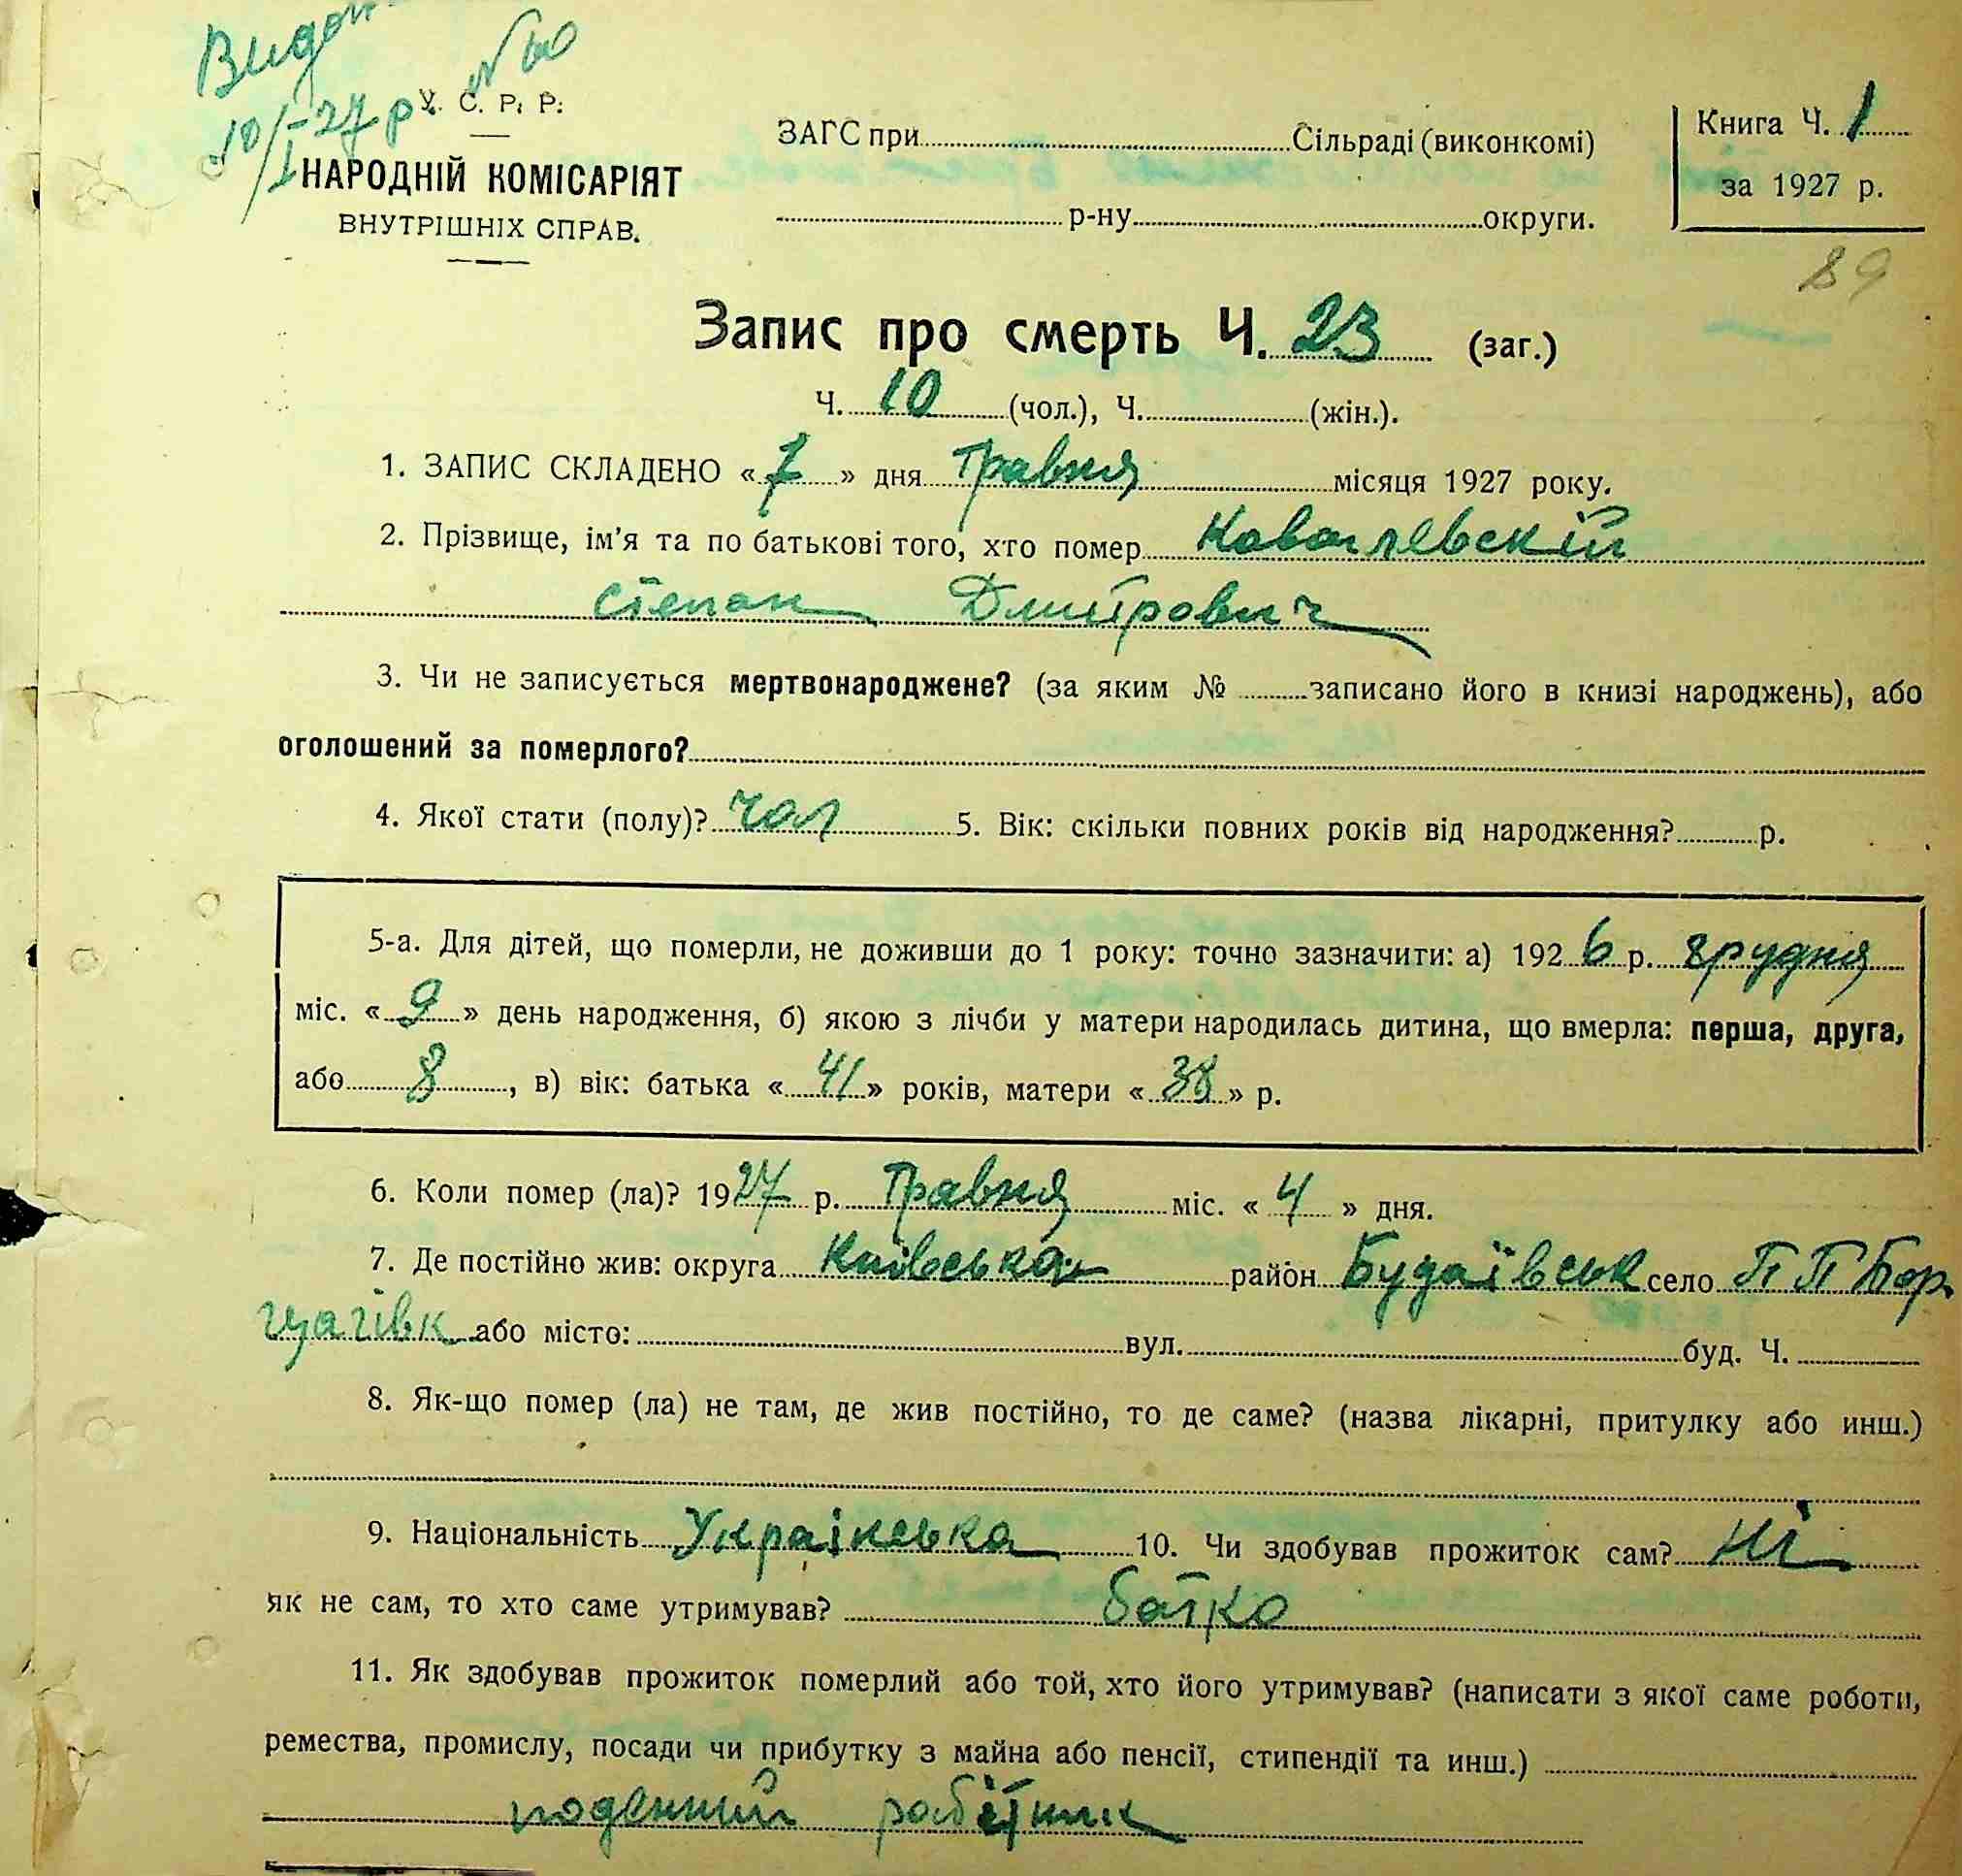 Видан № 60
10/I-27 р.
У. С. Р. Р.
НАРОДНІЙ КОМІСАРІЯТ
ВНУТРІШНІХ СПРАВ.
ЗАГС при Сільраді (виконкомі)
р-ну округи.
Книга Ч. 1
за 1927 р.
89
Запис про смерть Ч. 23 (заг.)
Ч. 10 (чол.), Ч. (жін.).
1. ЗАПИС СКЛАДЕНО « 7 » дня Травня місяця 1927 року.
2. Прізвище, ім'я та по батькові того, хто помер Ковалевскій
Степан Дмитрович
3. Чи не записується мертвонароджене? (за яким № записано його в книзі народжень), або
оголошений за померлого?
4. Якої стати (полу)? чол 5. Вік: скільки повних років від народження? р.
5-а. Для дітей, що померли, не доживши до 1 року: точно зазначити: а) 1926 р. грудня
міс. « 9 » день народження, б) якою з лічби у матери народилась дитина, що вмерла: перша, друга,
або 8, в) вік: батька « 41 » років, матери « 38 » р.
6. Коли помер (ла)? 1927 р. Травня міс. « 4 » дня.
7. Де постійно жив: округа Київська район Будаївськ село П П Бор
щагівк або місто: вул. буд. Ч.
8. Як-що помер (ла) не там, де жив постійно, то де саме? (назва лікарні, притулку або инш.)
9. Національність Українська 10. Чи здобував прожиток сам? Ні
як не сам, то хто саме утримував? батко
11. Як здобував прожиток померлий або той, хто його утримував? (написати з якої саме роботи,
ремества, промислу, посади чи прибутку з майна або пенсії, стипендії та инш.)
поденний робітник